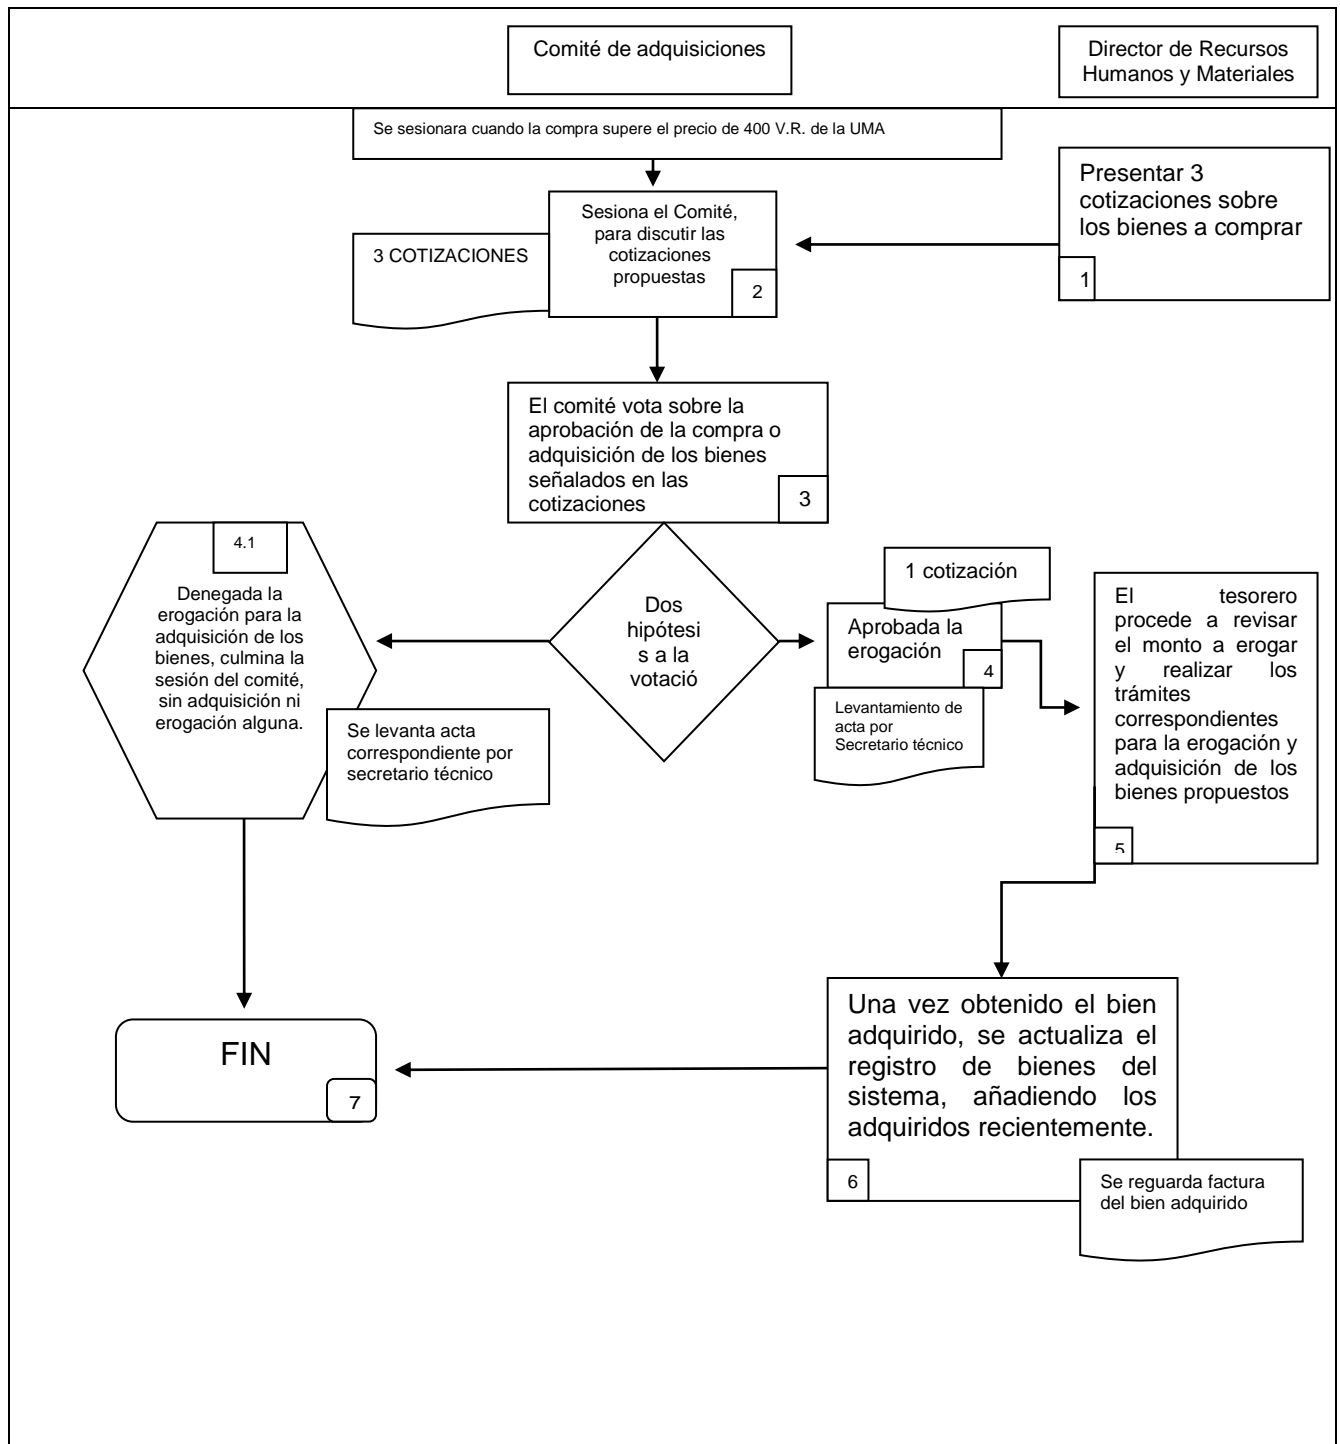 Comité de adquisiciones
Director de Recursos
Humanos y Materiales
Se sesionara cuando la compra supere el precio de 400 V.R. de la UMA
Presentar 3
cotizaciones sobre
los bienes a comprar
1
Sesiona el Comité,
para discutir las
cotizaciones
propuestas
2
3 COTIZACIONES
El comité vota sobre la
aprobación de la compra o
adquisición de los bienes
señalados en las
cotizaciones
3
4.1
Denegada la
erogación para la
adquisición de los
bienes, culmina la
sesión del comité,
sin adquisición ni
erogación alguna.
Se levanta acta
correspondiente por
secretario técnico
Dos
hipótesi
s a la
votació
1 cotización
Aprobada la
erogación
4
Levantamiento de
acta por
Secretario técnico
El tesorero
procede a revisar
el monto a erogar
y realizar los
trámites
correspondientes
para la erogación y
adquisición de los
bienes propuestos
5
Una vez obtenido el bien
adquirido, se actualiza el
registro de bienes del
sistema, añadiendo los
adquiridos recientemente.
6
Se reguarda factura
del bien adquirido
FIN
7